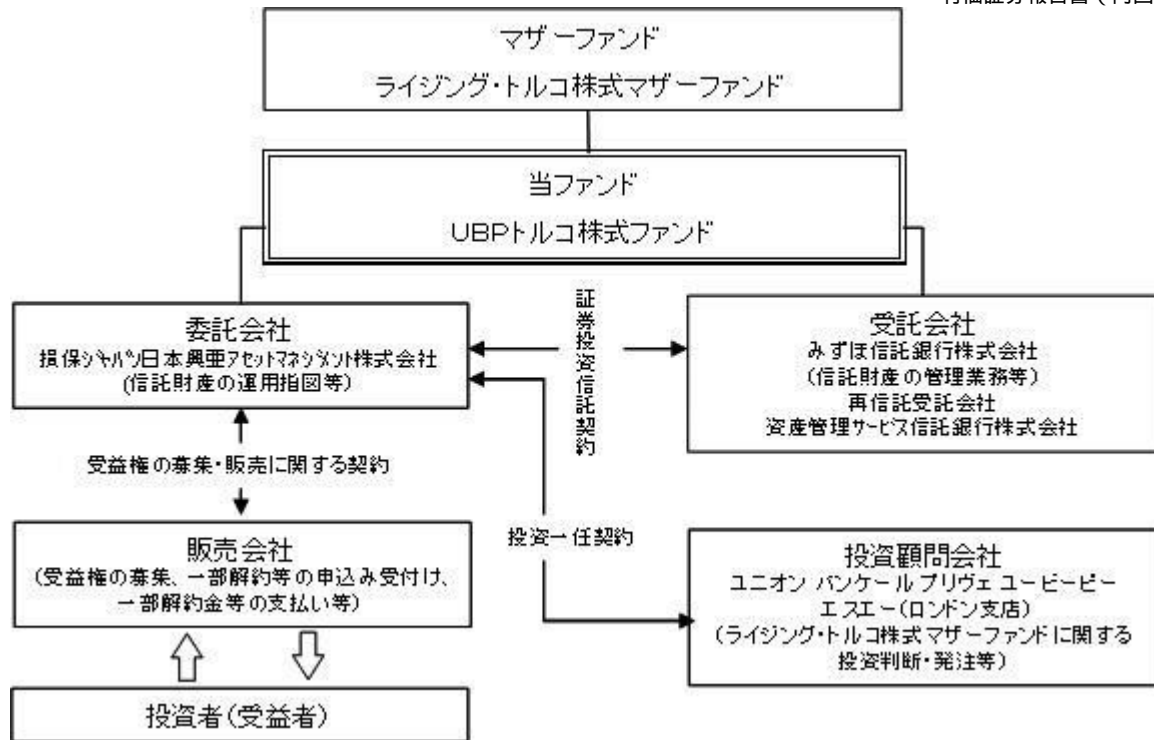 マザーファンド
ライジング・トルコ株式マザーファンド
当ファンド
UBPトルコ株式ファンド
証券投資信託契約
委託会社
損保ジャパン日本興亜アセットマネジメント株式会社
(信託財産の運用指図等)
受託会社
みずほ信託銀行株式会社
(信託財産の管理業務等)
再信託受託会社
資産管理サービス信託銀行株式会社
受益権の募集・販売に関する契約
投資一任契約
販売会社
(受益権の募集、一部解約等の申込み受付け、
一部解約金等の支払い等)
投資顧問会社
ユニオン バンケール プリヴェ ユービーピー
エスエー(ロンドン支店)
(ライジング・トルコ株式マザーファンドに関する
投資判断・発注等)
投資者(受益者)